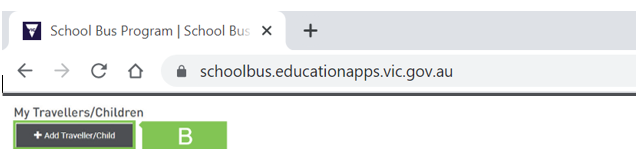 School Bus Program | School Bus
schoolbus.educationapps.vic.gov.au
My Travellers/Children
+ Add Traveller/Child
B